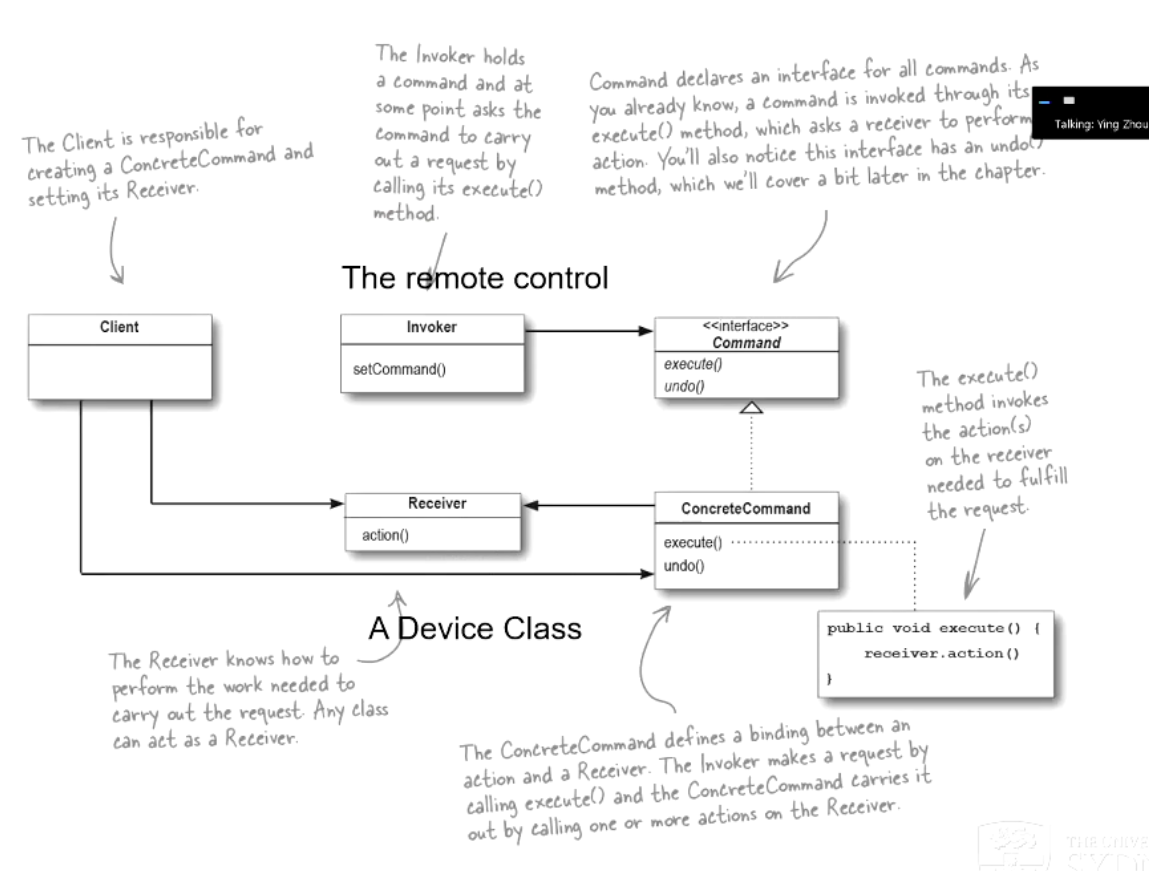 The Client is responsible for
creating a ConcreteCommand and
setting its Receiver.
The Invoker holds
a command and at
some point asks the
command to carry
out a request by
calling its execute()
method.
Command declares an interface for all commands. As
you already know, a command is invoked through its
execute() method, which asks a receiver to perform
action. You'll also notice this interface has an undo()
method, which we'll cover a bit later in the chapter.
Talking: Ying Zhou
The remote control
Client
Invoker
setCommand()
<<interface>>
Command
execute()
undo()
The execute()
method invokes
the action(s)
on the receiver
needed to fulfill
the request.
Receiver
action()
ConcreteCommand
execute()
undo()
A Device Class
public void execute() {
receiver.action()
}
The Receiver knows how to
perform the work needed to
carry out the request. Any class
can act as a Receiver.
The ConcreteCommand defines a binding between an
action and a Receiver. The Invoker makes a request by
calling execute() and the ConcreteCommand carries it
out by calling one or more actions on the Receiver.